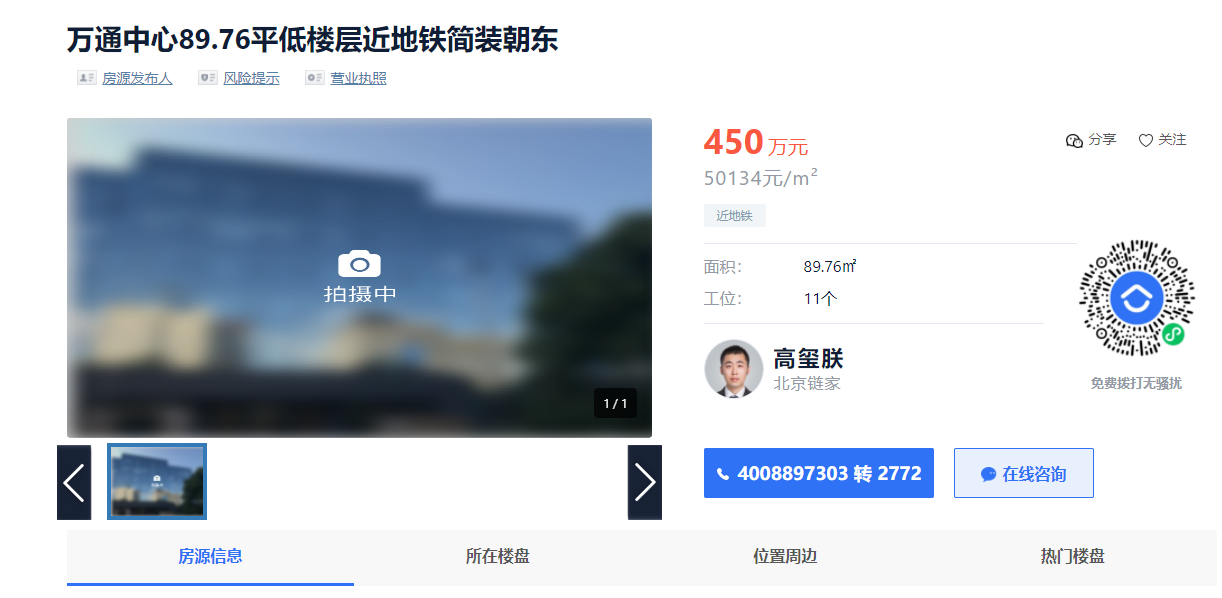 万通中心89.76平低楼层近地铁简装朝东
房源发布人 风险提示 营业执照
450万元
分享 关注
50134元/m²
近地铁
面积: 89.76㎡
工位: 11个
拍摄中
1 / 1
高玺朕
北京链家
免费拨打无骚扰
4008897303 转 2772
在线咨询
房源信息 所在楼盘 位置周边 热门楼盘